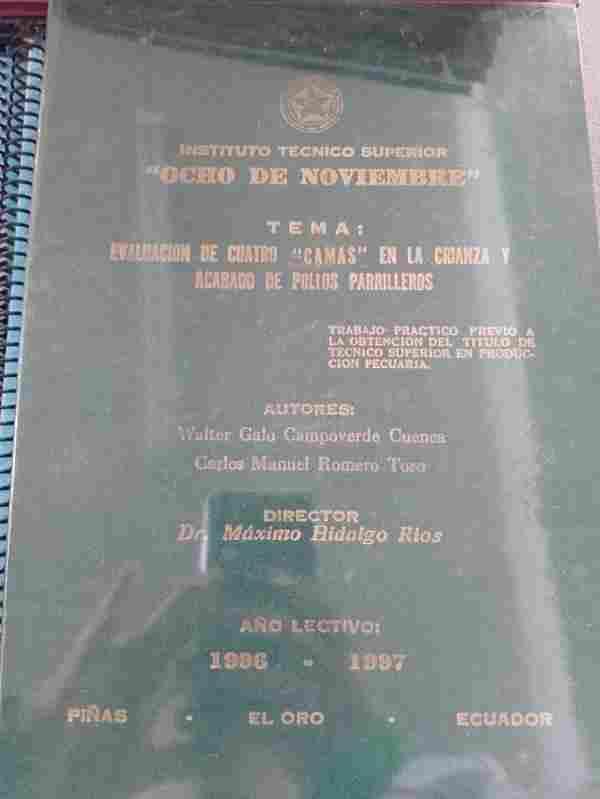 INSTITUTO TECNICO SUPERIOR
"OCHO DE NOVIEMBRE"
TEMA:
EVALUACION DE CUATRO "CAMAS" EN LA CRIANZA Y
ACABADO DE POLLOS PARRILLEROS
TRABAJO PRACTICO PREVIO A
LA OBTENCION DEL TITULO DE
TECNICO SUPERIOR EN PRODUC-
CION PECUARIA.
AUTORES:
Walter Galo Campoverde Cuenca
Carlos Manuel Romero Toro
DIRECTOR
Dr. Máximo Hidalgo Rios
AÑO LECTIVO:
1996 - 1997
PIÑAS · EL ORO · ECUADOR